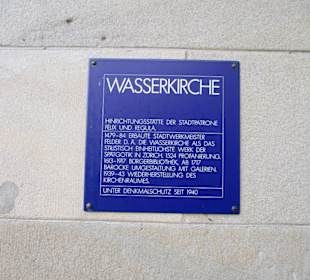 WASSERKIRCHE
HINRICHTUNGSSTÄTTE DER STADTPATRONE
FELIX UND REGULA.
1479-84 ERBAUTE STADTWERKMEISTER
FELDER D. Ä. DIE WASSERKIRCHE ALS DAS
STILISTISCH EINHEITLICHSTE WERK DER
SPÄTGOTIK IN ZÜRICH. 1524 PROFANIERUNG.
1613-1917 BÜRGERBIBLIOTHEK, AB 1717
BAROCKE UMGESTALTUNG MIT GALERIEN.
1939-43 WIEDERHERSTELLUNG DES
KIRCHENRAUMES.
UNTER DENKMALSCHUTZ SEIT 1940